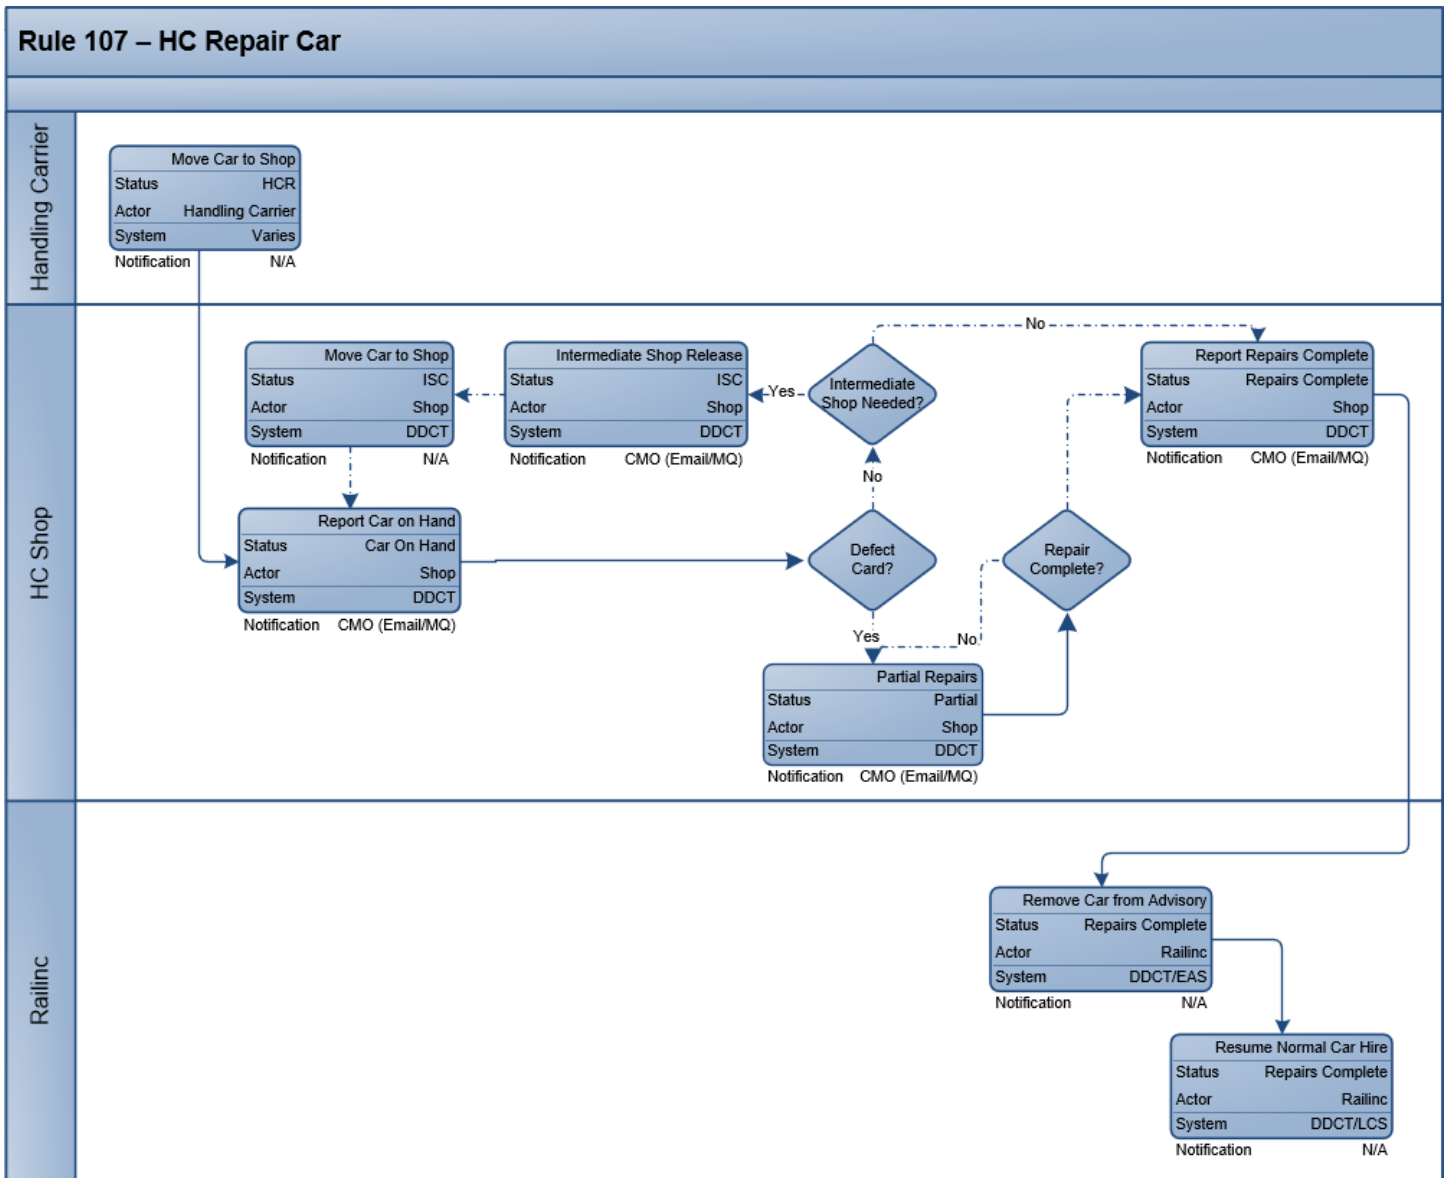 Rule 107 – HC Repair Car
Handling Carrier
Move Car to Shop
Status HCR
Actor Handling Carrier
System Varies
Notification N/A
HC Shop
Move Car to Shop
Status ISC
Actor Shop
System DDCT
Notification N/A
Intermediate Shop Release
Status ISC
Actor Shop
System DDCT
Notification CMO (Email/MQ)
Yes
Intermediate
Shop Needed?
No
Report Repairs Complete
Status Repairs Complete
Actor Shop
System DDCT
Notification CMO (Email/MQ)
No
Report Car on Hand
Status Car On Hand
Actor Shop
System DDCT
Notification CMO (Email/MQ)
Defect
Card?
Repair
Complete?
Yes
No
Partial Repairs
Status Partial
Actor Shop
System DDCT
Notification CMO (Email/MQ)
Railinc
Remove Car from Advisory
Status Repairs Complete
Actor Railinc
System DDCT/EAS
Notification N/A
Resume Normal Car Hire
Status Repairs Complete
Actor Railinc
System DDCT/LCS
Notification N/A